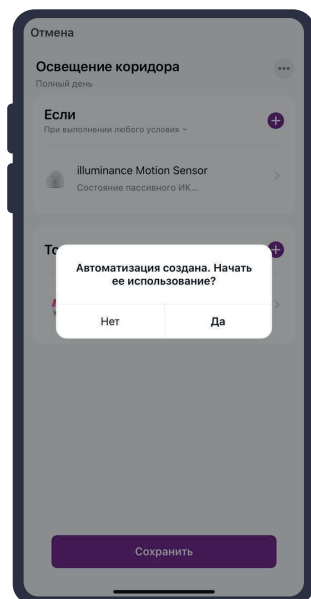 Отмена
Освещение коридора
Полный день
Если
При выполнении любого условия
illuminance Motion Sensor
Состояние пассивного ИК...
Автоматизация создана. Начать
ее использование?
Нет
Да
Сохранить